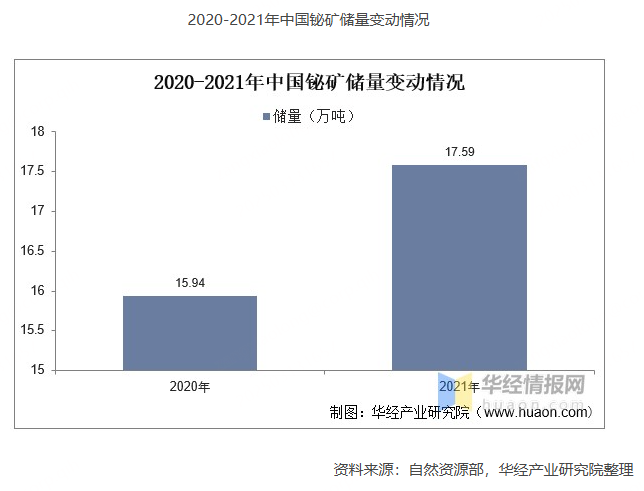 2020-2021年中国铋矿储量变动情况
2020-2021年中国铋矿储量变动情况
储量（万吨）
18
17.5
17
16.5
16
15.5
15
15.94
17.59
2020年
2021年
华经情报网
huaon.com
制图：华经产业研究院（www.huaon.com）
资料来源：自然资源部，华经产业研究院整理